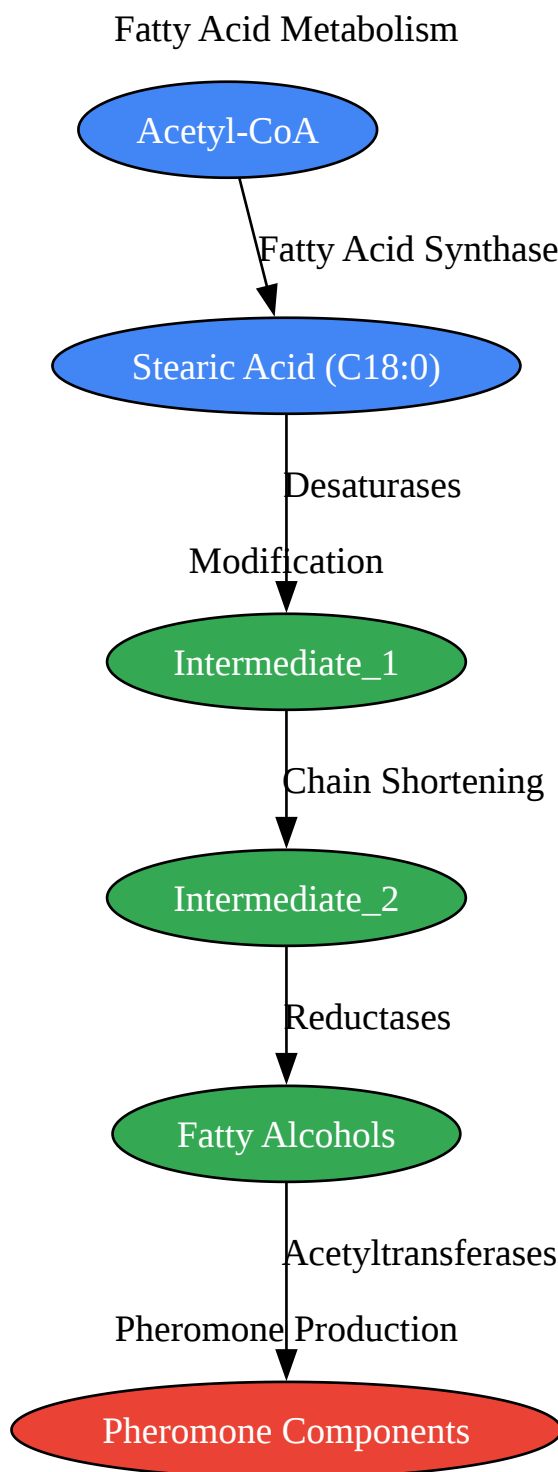 Fatty Acid Metabolism
Acetyl-CoA
Fatty Acid Synthase
Stearic Acid (C18:0)
Desaturases
Modification
Intermediate_1
Chain Shortening
Intermediate_2
Reductases
Fatty Alcohols
Acetyltransferases
Pheromone Production
Pheromone Components